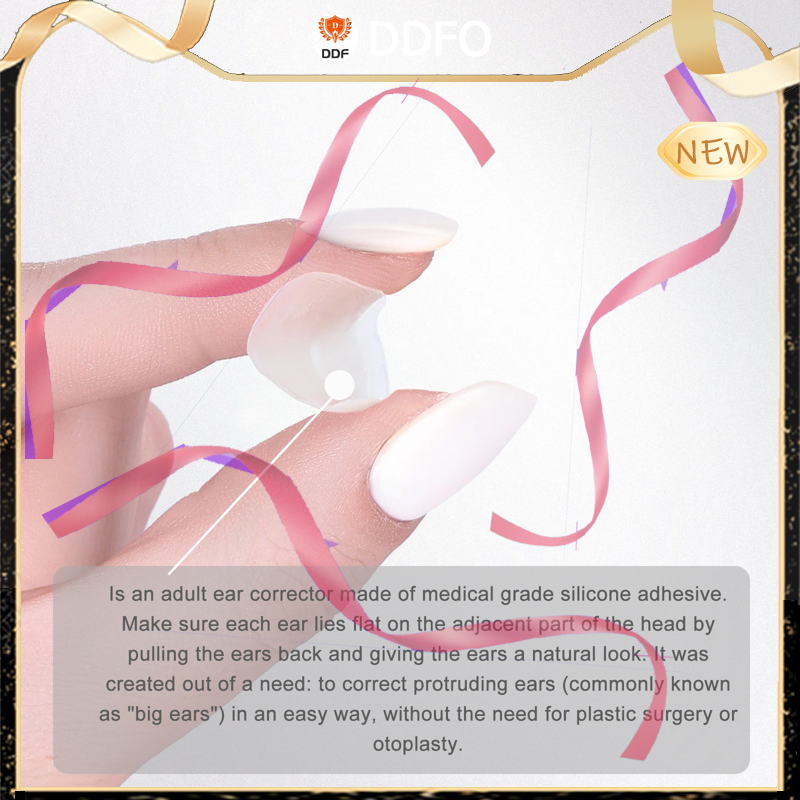 DDF
DDFO
NEW
Is an adult ear corrector made of medical grade silicone adhesive.
Make sure each ear lies flat on the adjacent part of the head by
pulling the ears back and giving the ears a natural look. It was
created out of a need: to correct protruding ears (commonly known
as "big ears") in an easy way, without the need for plastic surgery or
otoplasty.